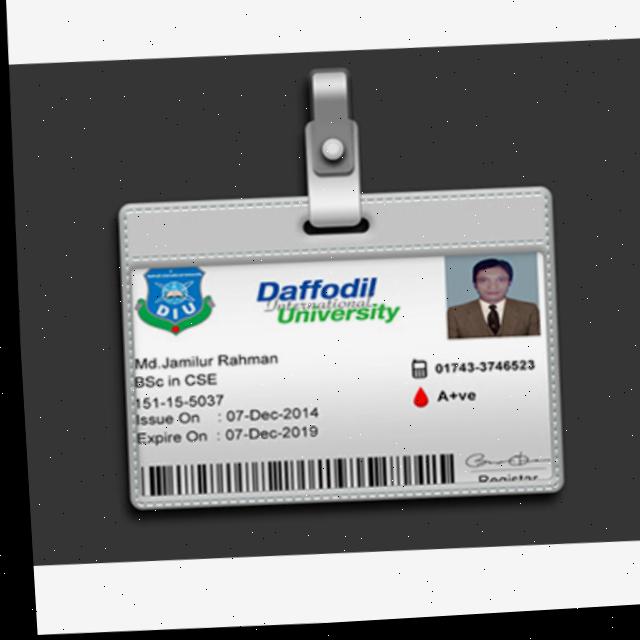 DIU
Daffodil
International
University
Md.Jamilur Rahman
BSc in CSE
151-15-5037
Issue On : 07-Dec-2014
Expire On : 07-Dec-2019
01743-3746523
A+ve
Registar